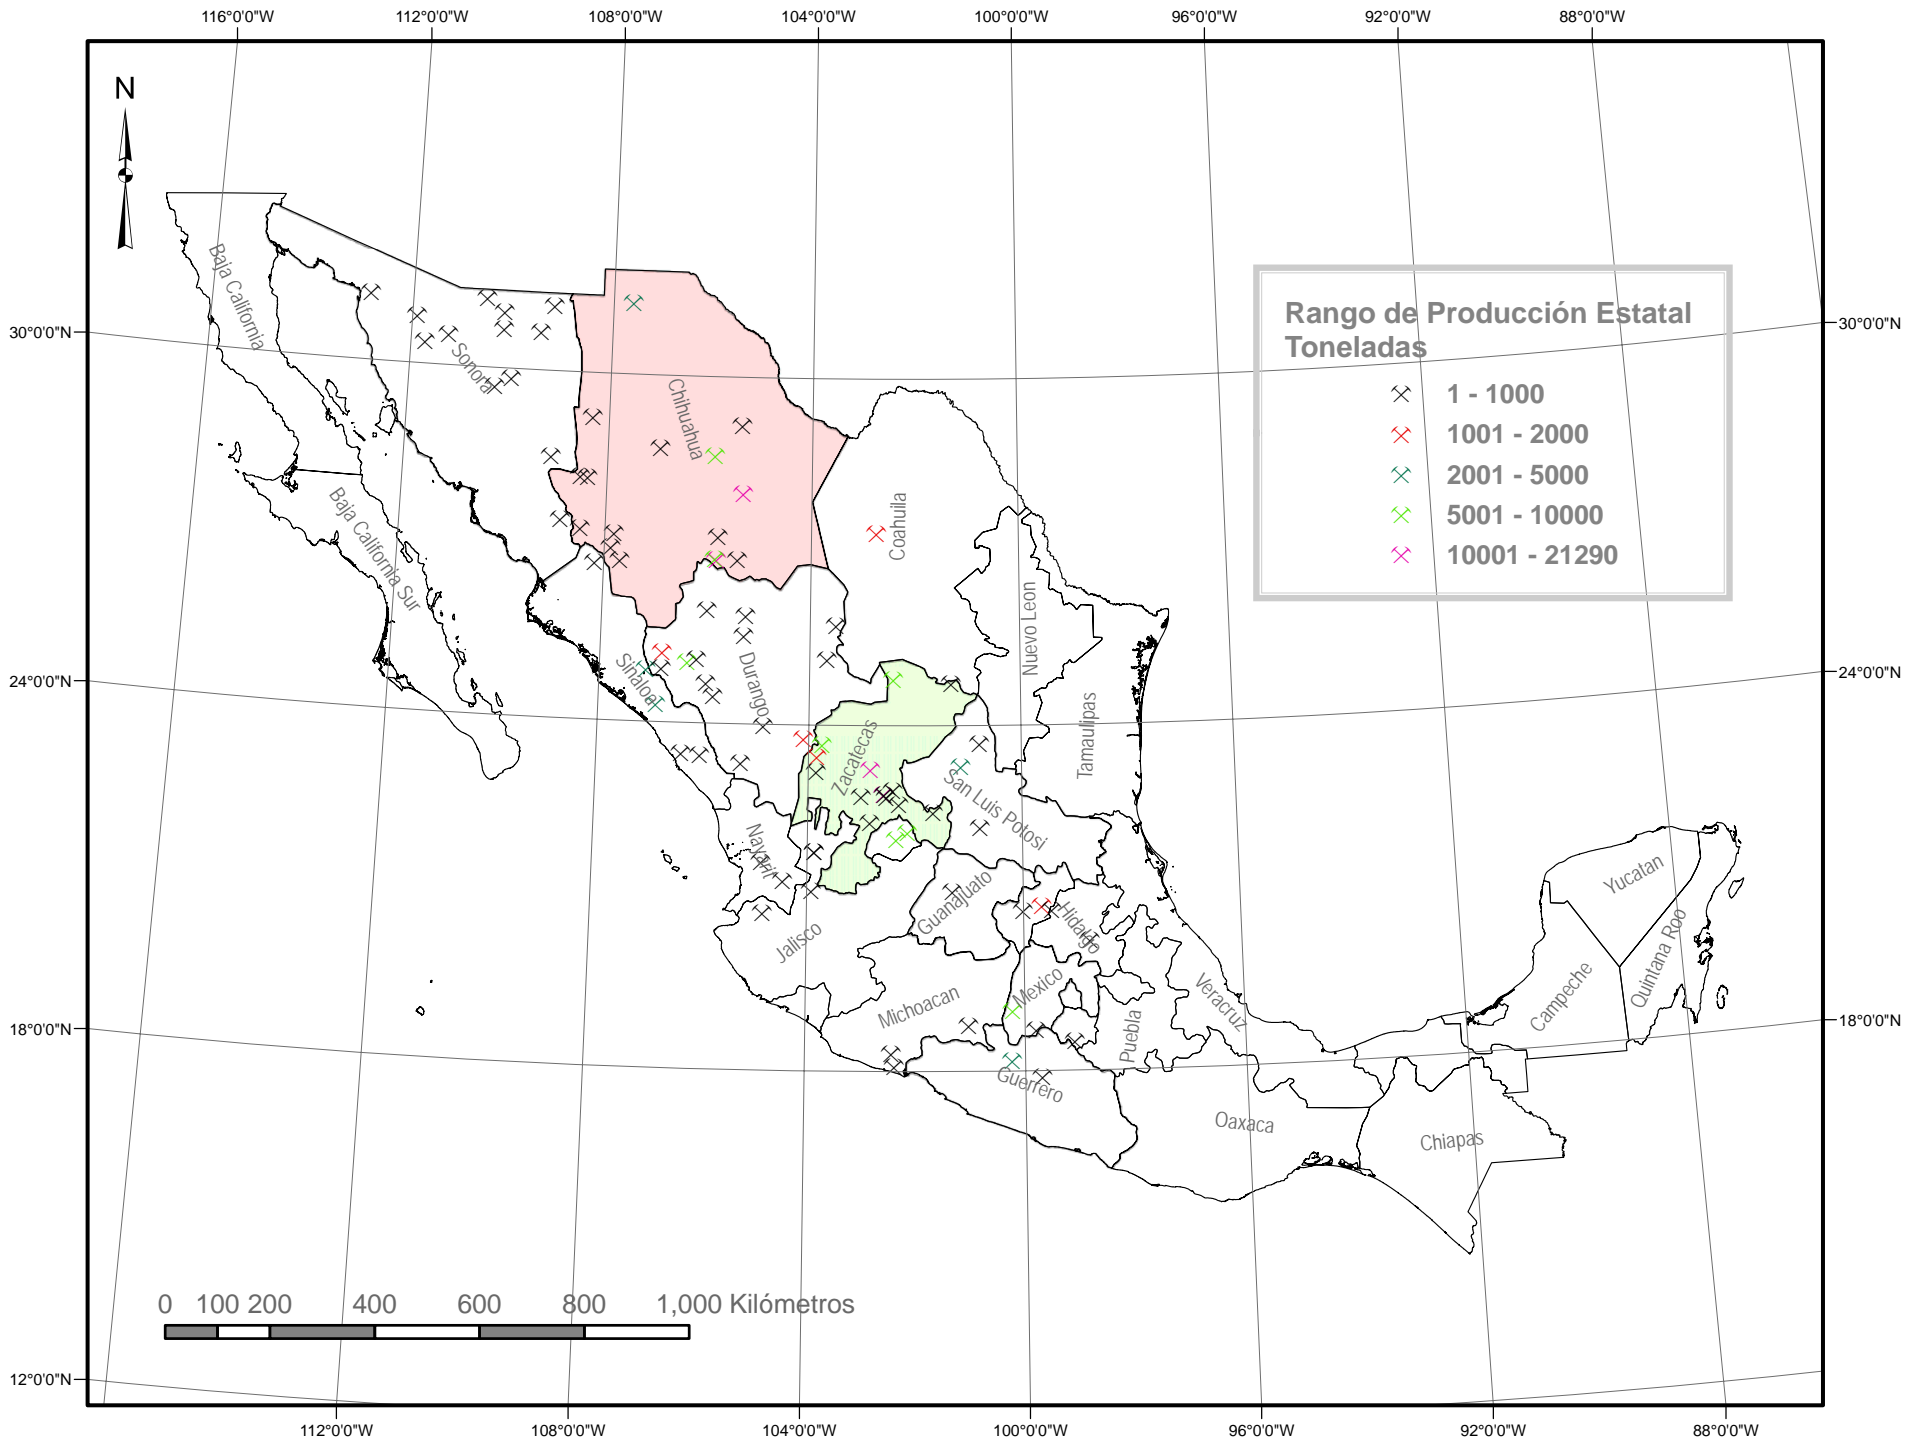 116°0'0"W 112°0'0"W 108°0'0"W 104°0'0"W 100°0'0"W 96°0'0"W 92°0'0"W 88°0'0"W
N
Rango de Producción Estatal
Toneladas
1 - 1000
1001 - 2000
2001 - 5000
5001 - 10000
10001 - 21290
30°0'0"N
30°0'0"N
24°0'0"N
24°0'0"N
18°0'0"N
18°0'0"N
12°0'0"N
Baja California
Sonora
Chihuahua
Baja California Sur
Coahuila
Nuevo Leon
Tamaulipas
Sinaloa
Durango
Zacatecas
San Luis Potosi
Nayarit
Jalisco
Guanajuato
Hidalgo
Michoacan
Mexico
Puebla
Veracruz
Guerrero
Oaxaca
Chiapas
Campeche
Yucatan
Quintana Roo
0 100 200 400 600 800 1,000 Kilómetros
112°0'0"W 108°0'0"W 104°0'0"W 100°0'0"W 96°0'0"W 92°0'0"W 88°0'0"W